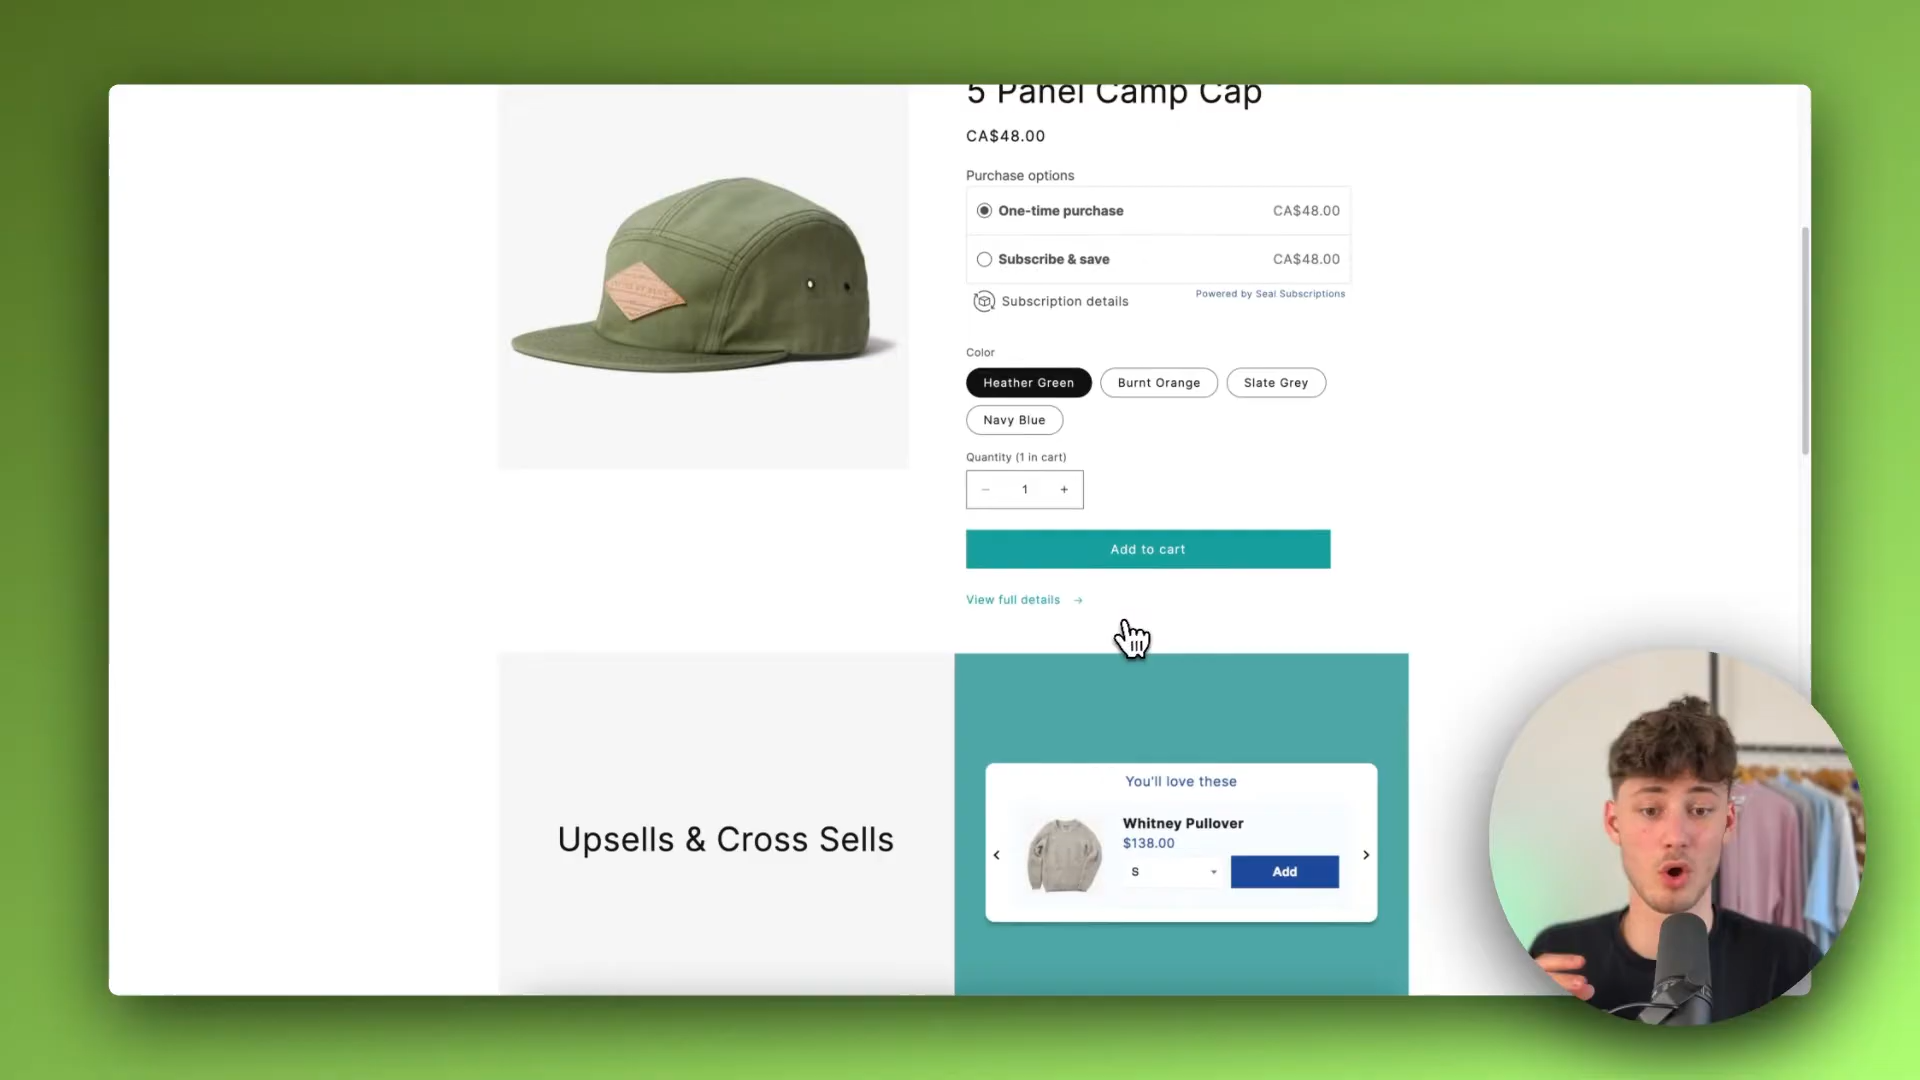 5 Panel Camp Cap
CA$48.00
Purchase options
One-time purchase CA$48.00
Subscribe & save CA$48.00
Powered by Seal Subscriptions
Subscription details
Color
Heather Green Burnt Orange Slate Grey
Navy Blue
Quantity (1 in cart)
− 1 +
Add to cart
View full details →
Upsells & Cross Sells
You'll love these
Whitney Pullover
$138.00
S Add